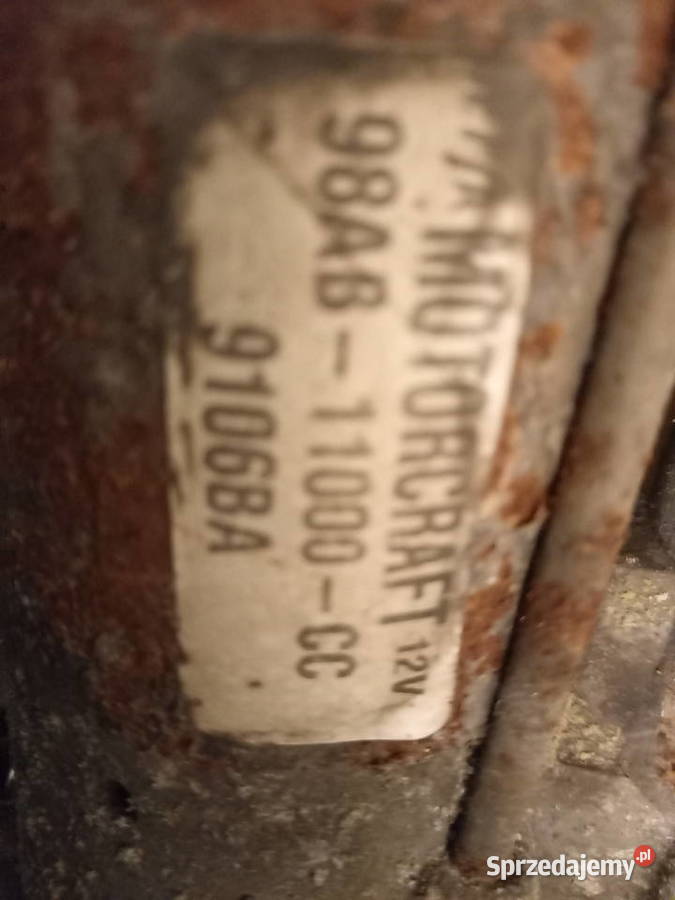 MOTORCRAFT 12V
98AB-11000-CC
9106BA
Sprzedajemy.pl